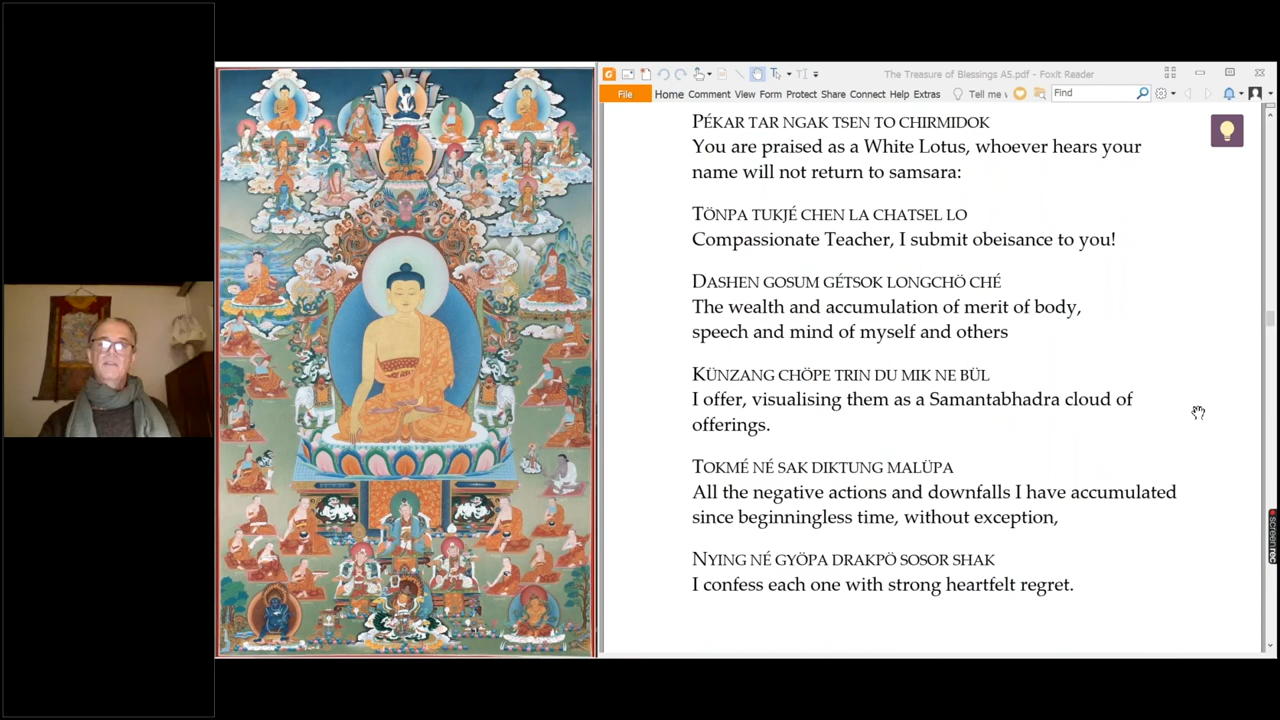 The Treasure of Blessings A5.pdf - Foxit Reader
File Home Comment View Form Protect Share Connect Help Extras Tell me Find
PÉKAR TAR NGAK TSEN TO CHIRMIDOK
You are praised as a White Lotus, whoever hears your
name will not return to samsara:
TÖNPA TUKJÉ CHEN LA CHATSEL LO
Compassionate Teacher, I submit obeisance to you!
DASHEN GOSUM GÉTSOK LONGCHÖ CHÉ
The wealth and accumulation of merit of body,
speech and mind of myself and others
KÜNZANG CHÖPE TRIN DU MIK NE BÜL
I offer, visualising them as a Samantabhadra cloud of
offerings.
TOKMÉ NÉ SAK DIKTUNG MALÜPA
All the negative actions and downfalls I have accumulated
since beginningless time, without exception,
NYING NÉ GYÖPA DRAKPÖ SOSOR SHAK
I confess each one with strong heartfelt regret.
screenrec